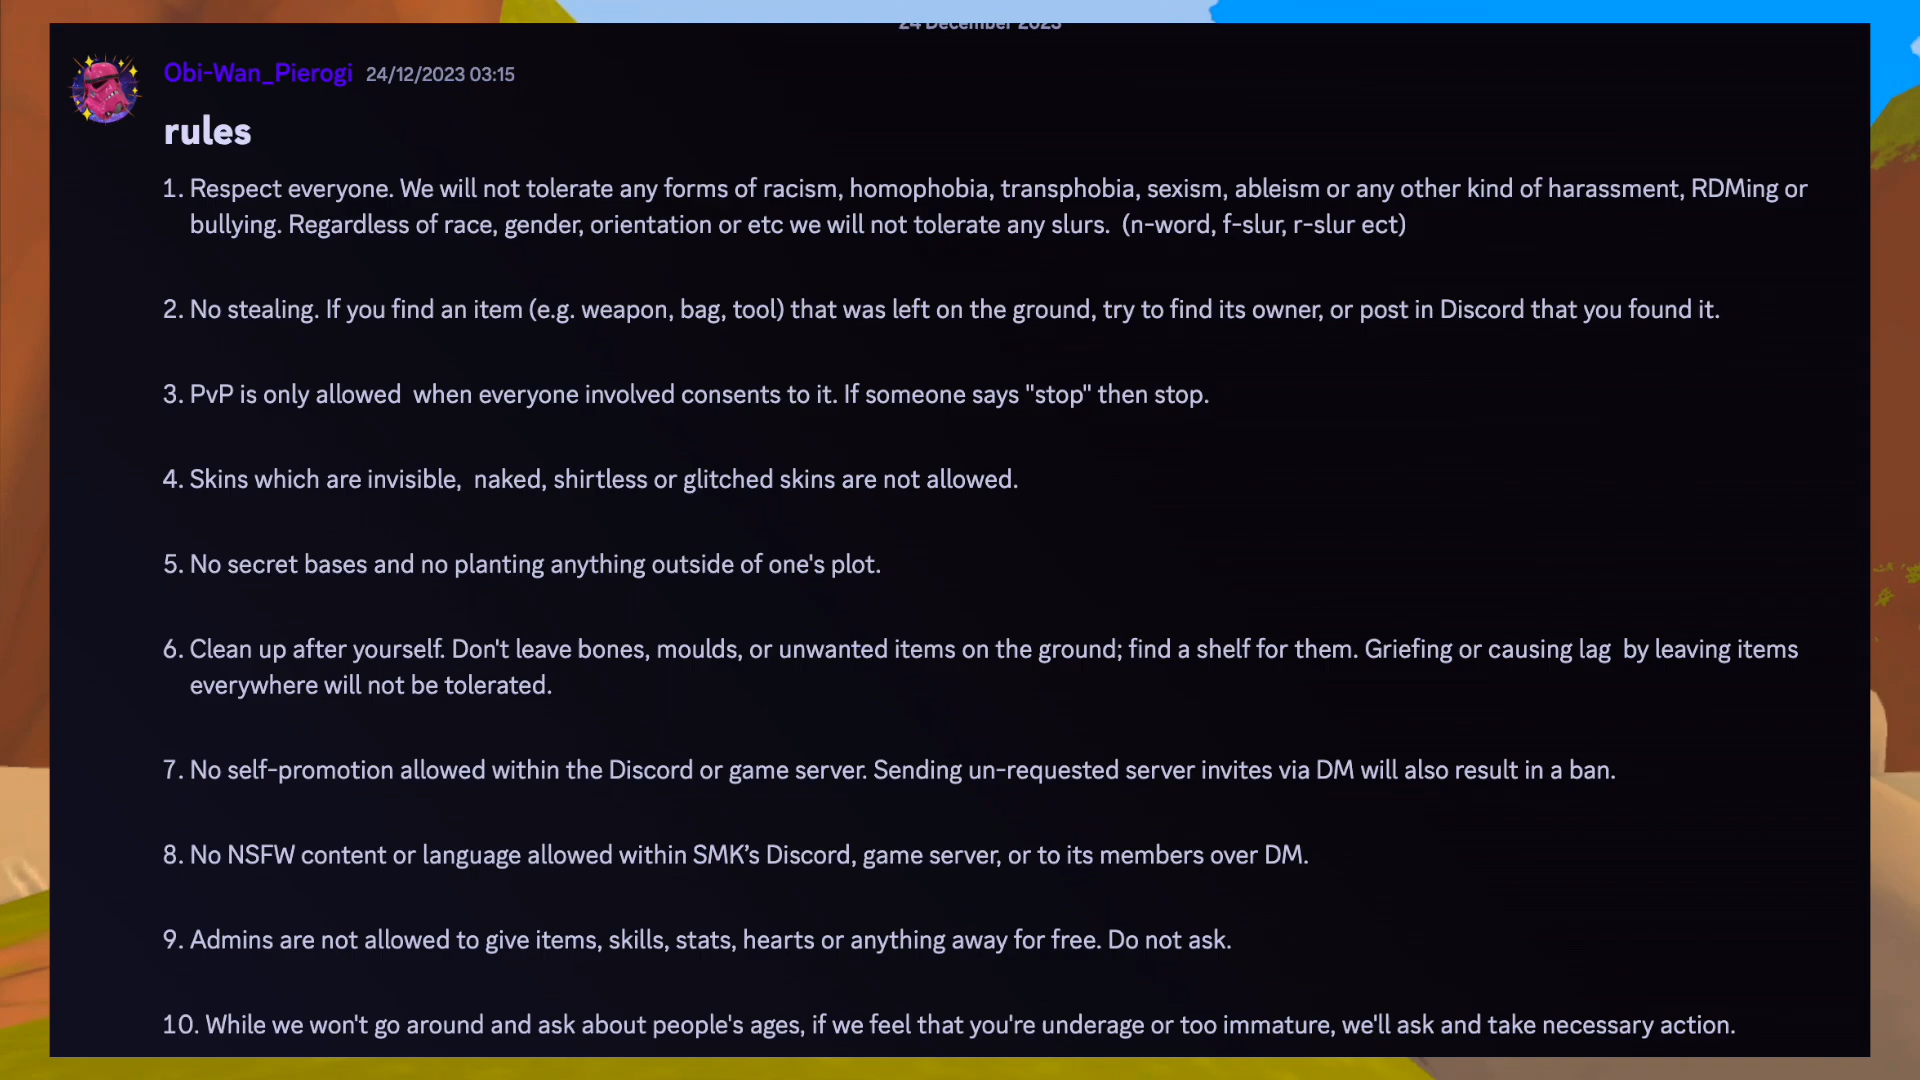 24 December 2023
Obi-Wan_Pierogi 24/12/2023 03:15
rules
1. Respect everyone. We will not tolerate any forms of racism, homophobia, transphobia, sexism, ableism or any other kind of harassment, RDMing or
bullying. Regardless of race, gender, orientation or etc we will not tolerate any slurs.  (n-word, f-slur, r-slur ect)
2. No stealing. If you find an item (e.g. weapon, bag, tool) that was left on the ground, try to find its owner, or post in Discord that you found it.
3. PvP is only allowed  when everyone involved consents to it. If someone says "stop" then stop.
4. Skins which are invisible,  naked, shirtless or glitched skins are not allowed.
5. No secret bases and no planting anything outside of one's plot.
6. Clean up after yourself. Don't leave bones, moulds, or unwanted items on the ground; find a shelf for them. Griefing or causing lag  by leaving items
everywhere will not be tolerated.
7. No self-promotion allowed within the Discord or game server. Sending un-requested server invites via DM will also result in a ban.
8. No NSFW content or language allowed within SMK’s Discord, game server, or to its members over DM.
9. Admins are not allowed to give items, skills, stats, hearts or anything away for free. Do not ask.
10. While we won't go around and ask about people's ages, if we feel that you're underage or too immature, we'll ask and take necessary action.